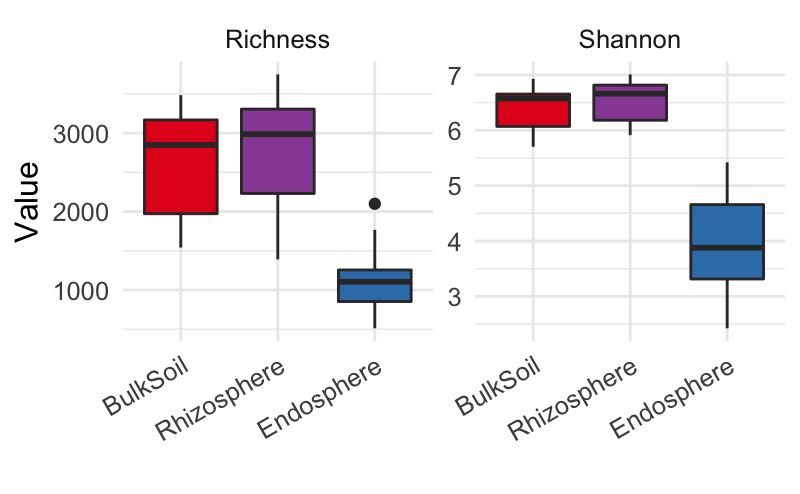 Richness
Shannon
Value
3000
2000
1000
7
6
5
4
3
BulkSoil
Rhizosphere
Endosphere
BulkSoil
Rhizosphere
Endosphere